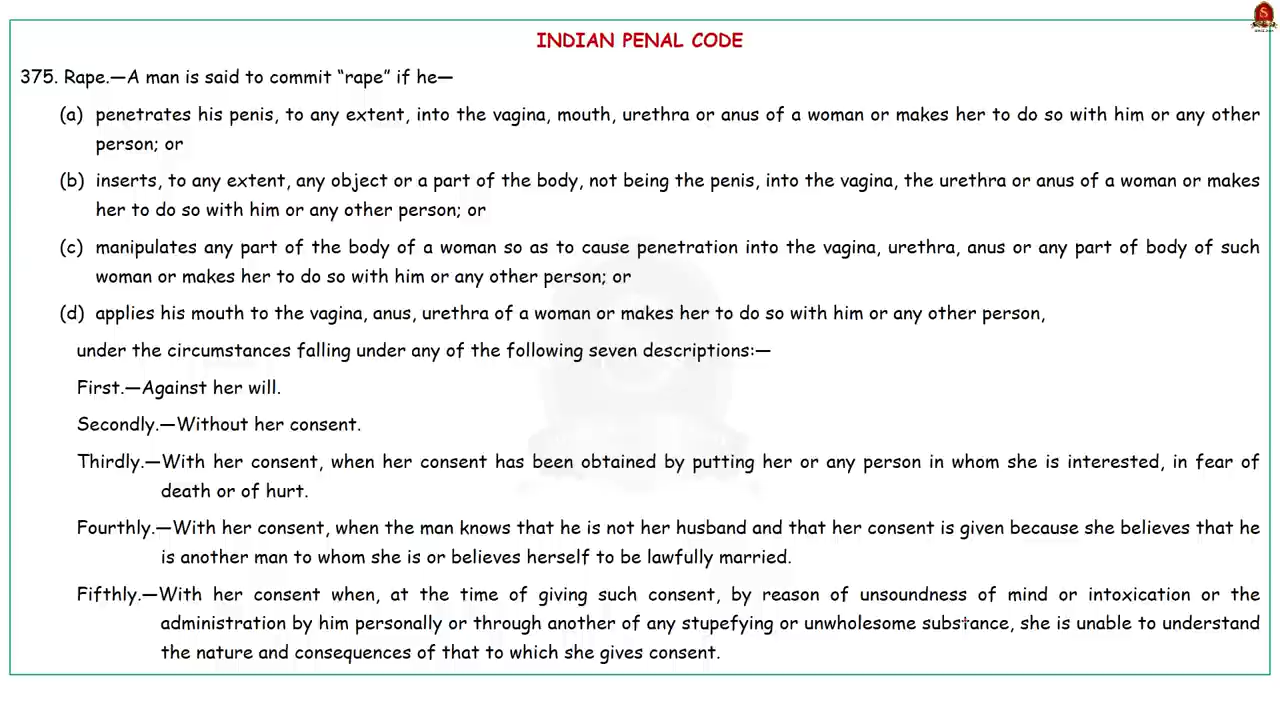 INDIAN PENAL CODE
375. Rape.—A man is said to commit “rape” if he—
(a) penetrates his penis, to any extent, into the vagina, mouth, urethra or anus of a woman or makes her to do so with him or any other
person; or
(b) inserts, to any extent, any object or a part of the body, not being the penis, into the vagina, the urethra or anus of a woman or makes
her to do so with him or any other person; or
(c) manipulates any part of the body of a woman so as to cause penetration into the vagina, urethra, anus or any part of body of such
woman or makes her to do so with him or any other person; or
(d) applies his mouth to the vagina, anus, urethra of a woman or makes her to do so with him or any other person,
under the circumstances falling under any of the following seven descriptions:—
First.—Against her will.
Secondly.—Without her consent.
Thirdly.—With her consent, when her consent has been obtained by putting her or any person in whom she is interested, in fear of
death or of hurt.
Fourthly.—With her consent, when the man knows that he is not her husband and that her consent is given because she believes that he
is another man to whom she is or believes herself to be lawfully married.
Fifthly.—With her consent when, at the time of giving such consent, by reason of unsoundness of mind or intoxication or the
administration by him personally or through another of any stupefying or unwholesome substance, she is unable to understand
the nature and consequences of that to which she gives consent.